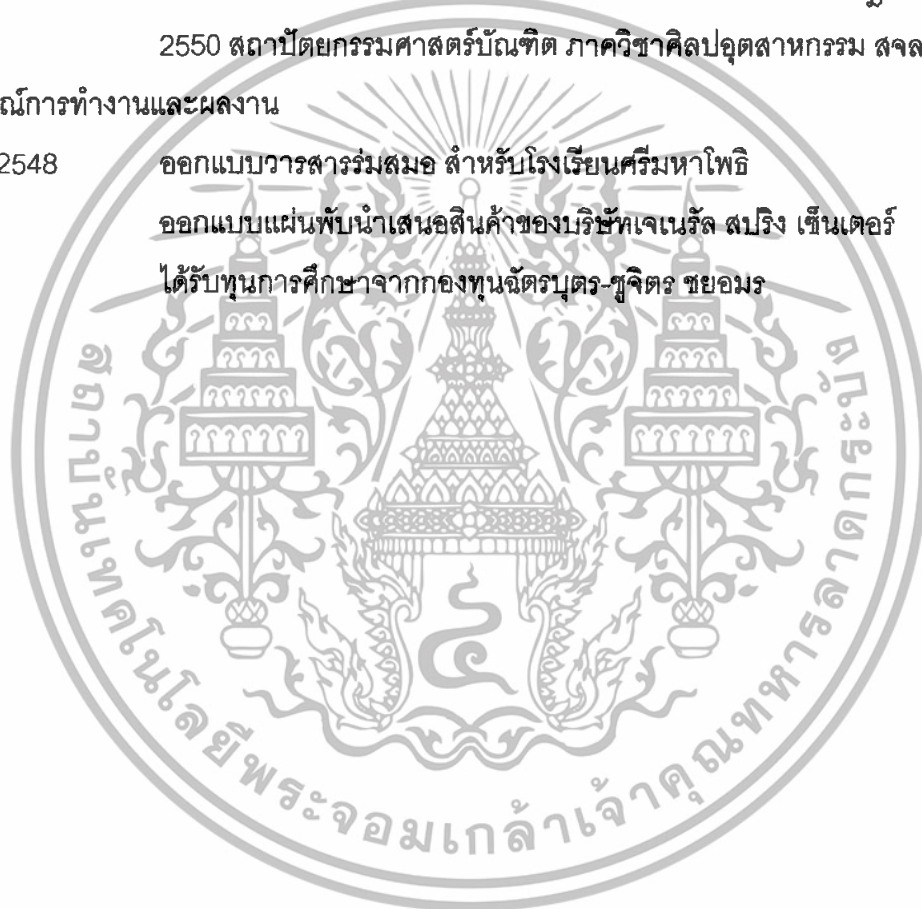 2550 สถาปัตยกรรมศาสตร์บัณฑิต ภาควิชาศิลปอุตสาหกรรม สจล
ณ์การทำงานและผลงาน
2548 ออกแบบวารสารร่มสมอ สำหรับโรงเรียนศรีมหาโพธิ
ออกแบบแผ่นพับนำเสนอสินค้าของบริษัทเจเนรัล สปริง เซ็นเตอร์
ได้รับทุนการศึกษาจากกองทุนฉัตรบุตร-ชูจิตร ชยอมร
สถาบันเทคโนโลยีพระจอมเกล้าเจ้าคุณทหารลาดกระบัง
๔